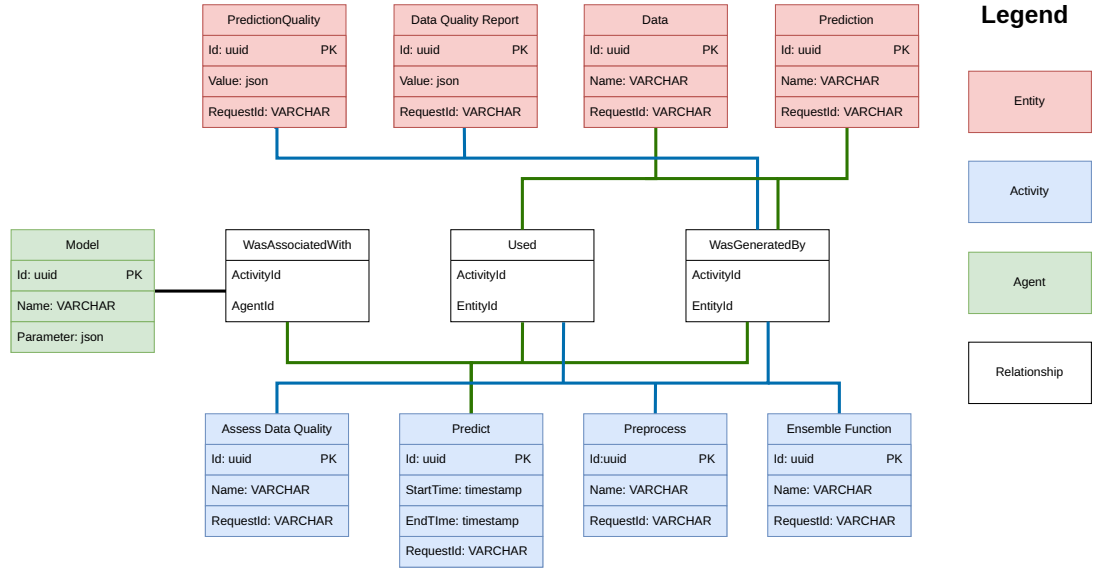 Legend
PredictionQuality
Id: uuid PK
Value: json
RequestId: VARCHAR
Data Quality Report
Id: uuid PK
Value: json
RequestId: VARCHAR
Data
Id: uuid PK
Name: VARCHAR
RequestId: VARCHAR
Prediction
Id: uuid PK
Name: VARCHAR
RequestId: VARCHAR
Entity
Activity
Agent
Relationship
Model
Id: uuid PK
Name: VARCHAR
Parameter: json
WasAssociatedWith
ActivityId
AgentId
Used
ActivityId
EntityId
WasGeneratedBy
ActivityId
EntityId
Assess Data Quality
Id: uuid PK
Name: VARCHAR
RequestId: VARCHAR
Predict
Id: uuid PK
StartTime: timestamp
EndTIme: timestamp
RequestId: VARCHAR
Preprocess
Id:uuid PK
Name: VARCHAR
RequestId: VARCHAR
Ensemble Function
Id: uuid PK
Name: VARCHAR
RequestId: VARCHAR